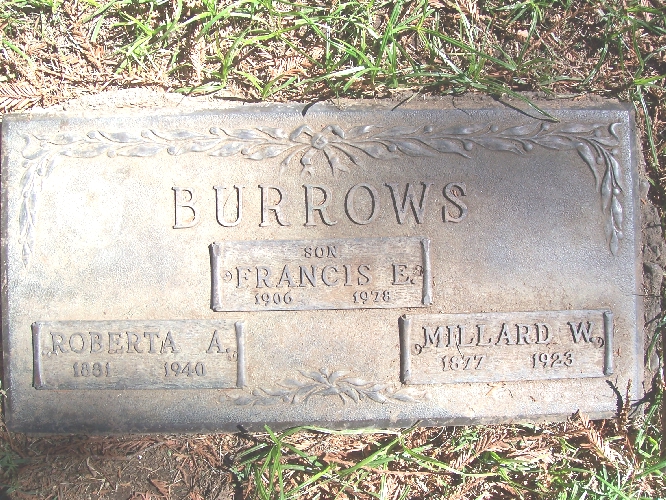 BURROWS
SON
FRANCIS E.
1906 1978
ROBERTA A.
1881 1940
MILLARD W.
1877 1923